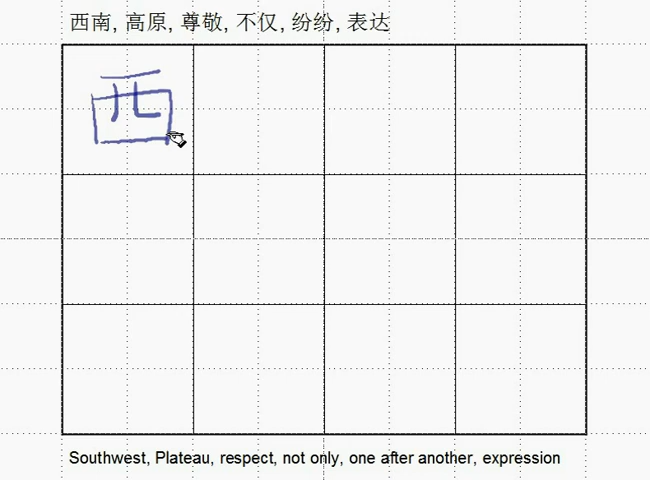 西南, 高原, 尊敬, 不仅, 纷纷, 表达
西
Southwest, Plateau, respect, not only, one after another, expression